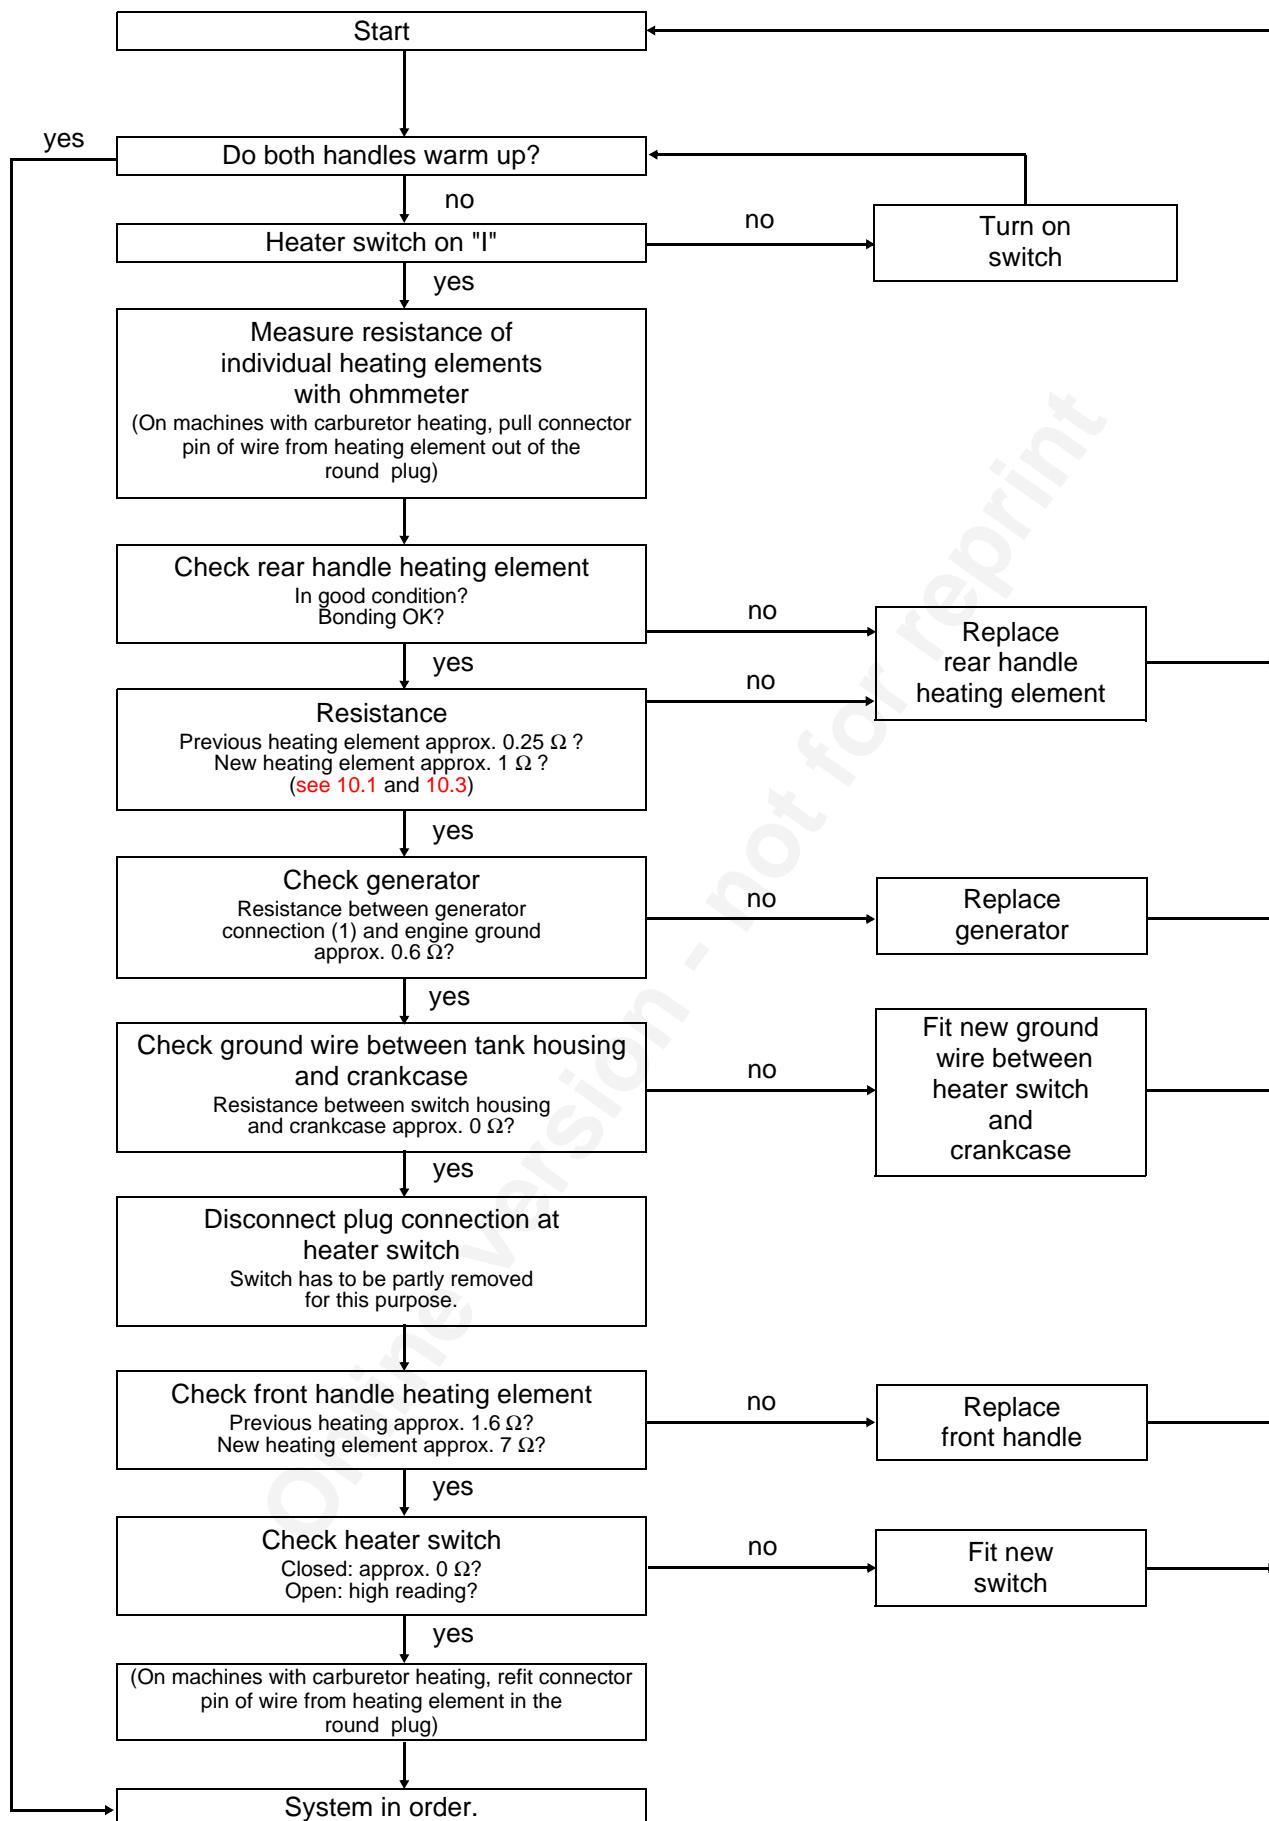 Start
yes
Do both handles warm up?
no
Heater switch on "I"
no
Turn on
switch
yes
Measure resistance of
individual heating elements
with ohmmeter
(On machines with carburetor heating, pull connector
pin of wire from heating element out of the
round plug)
Check rear handle heating element
In good condition?
Bonding OK?
no
Replace
rear handle
heating element
yes
no
Resistance
Previous heating element approx. 0.25 Ω ?
New heating element approx. 1 Ω ?
(see 10.1 and 10.3)
yes
Check generator
Resistance between generator
connection (1) and engine ground
approx. 0.6 Ω?
no
Replace
generator
yes
Check ground wire between tank housing
and crankcase
Resistance between switch housing
and crankcase approx. 0 Ω?
no
Fit new ground
wire between
heater switch
and
crankcase
yes
Disconnect plug connection at
heater switch
Switch has to be partly removed
for this purpose.
Check front handle heating element
Previous heating approx. 1.6 Ω?
New heating element approx. 7 Ω?
no
Replace
front handle
yes
Check heater switch
Closed: approx. 0 Ω?
Open: high reading?
no
Fit new
switch
yes
(On machines with carburetor heating, refit connector
pin of wire from heating element in the
round plug)
System in order.
Online version - not for reprint